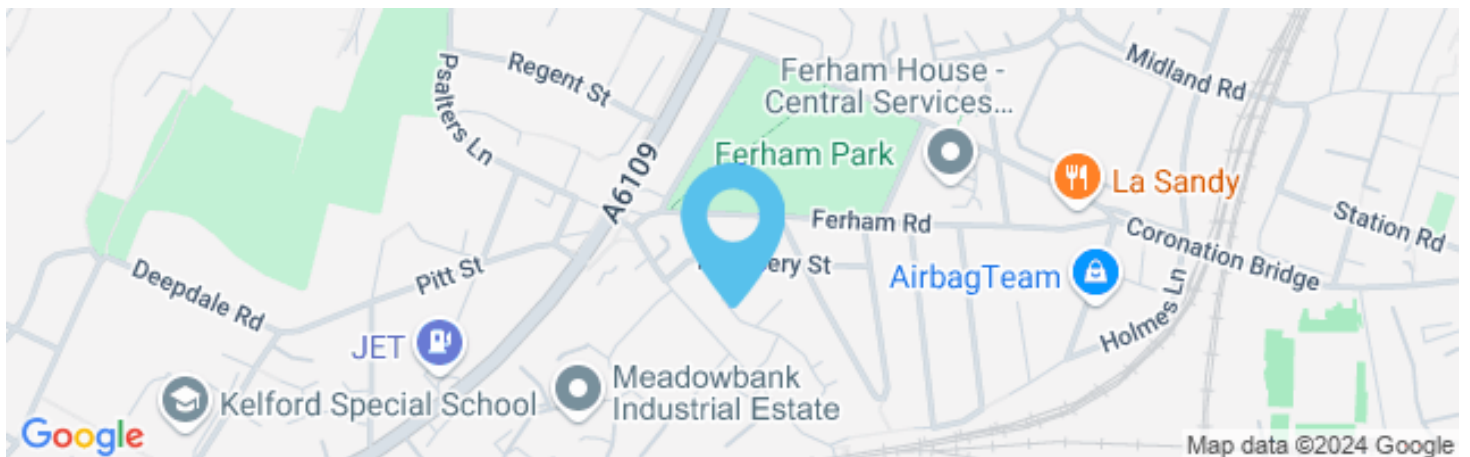 Regent St
Psalters Ln
A6109
Ferham House -
Central Services...
Midland Rd
Ferham Park
La Sandy
Station Rd
Ferham Rd
Coronation Bridge
ery St
AirbagTeam
Holmes Ln
Deepdale Rd
Pitt St
JET
Kelford Special School
Meadowbank
Industrial Estate
Google
Map data ©2024 Google